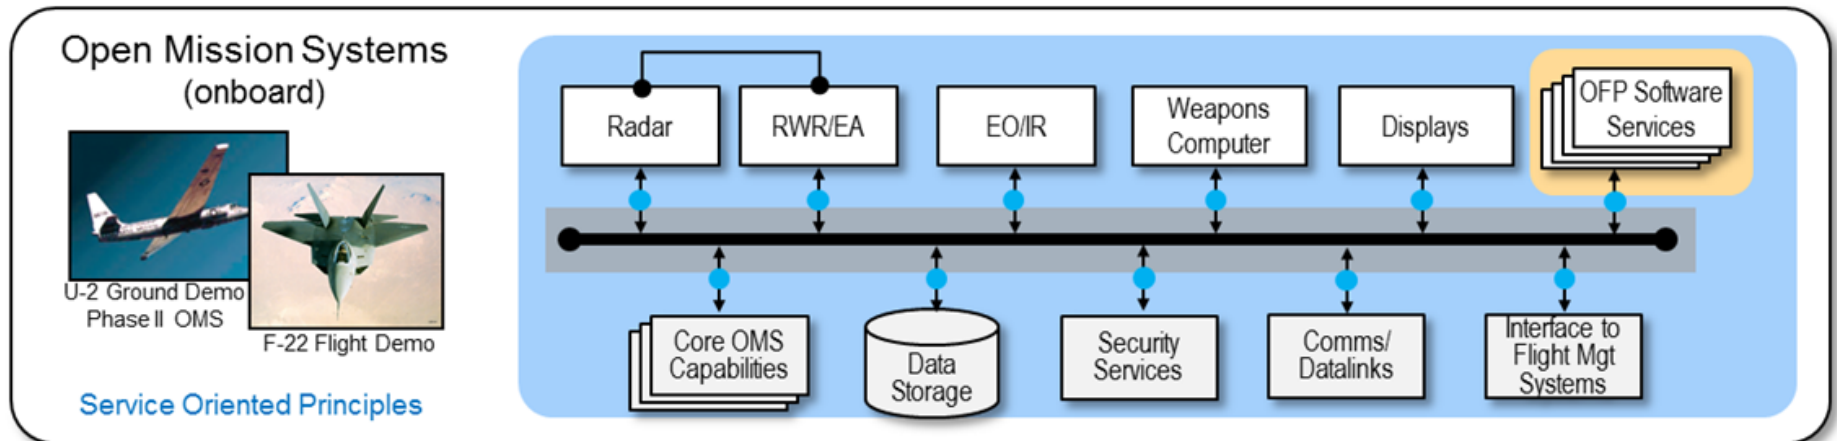 Open Mission Systems
(onboard)
U-2 Ground Demo
Phase II OMS
F-22 Flight Demo
Service Oriented Principles
Radar
RWR/EA
EO/IR
Weapons
Computer
Displays
OFP Software
Services
Core OMS
Capabilities
Data
Storage
Security
Services
Comms/
Datalinks
Interface to
Flight Mgt
Systems